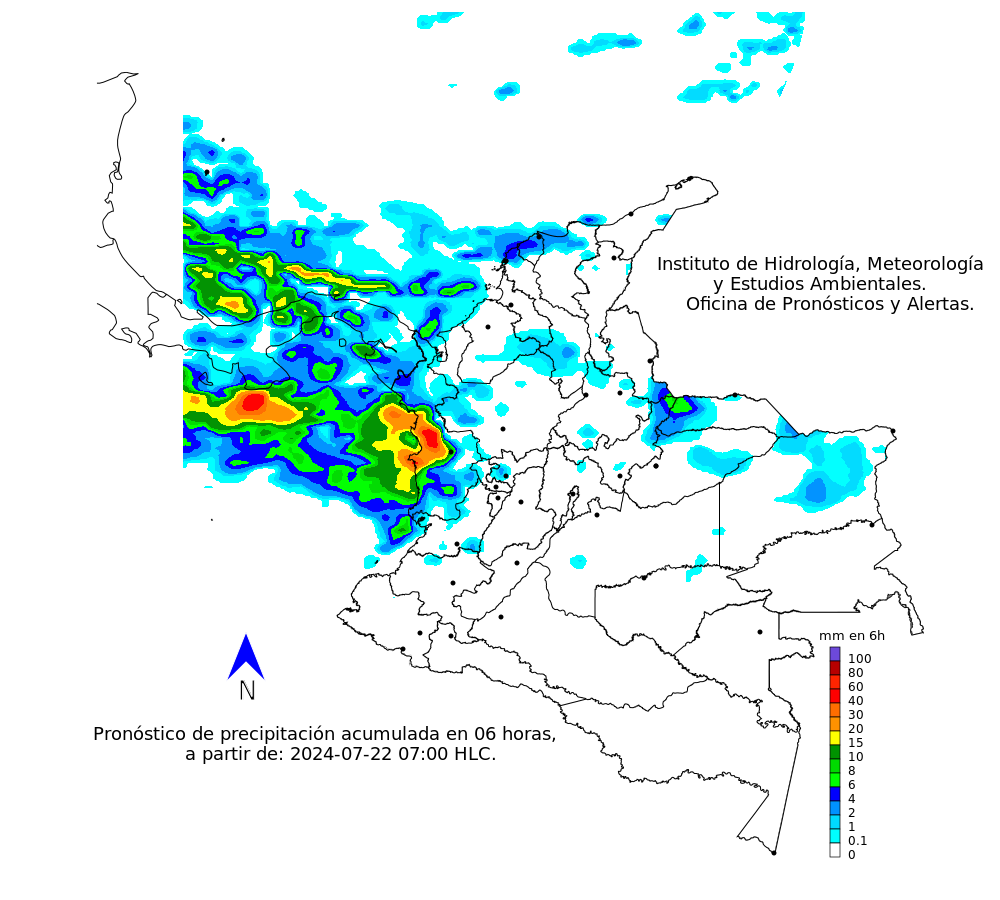 Instituto de Hidrología, Meteorología
y Estudios Ambientales.
Oficina de Pronósticos y Alertas.
mm en 6h
100
80
60
40
30
20
15
10
8
6
4
2
1
0.1
0
N
Pronóstico de precipitación acumulada en 06 horas,
a partir de: 2024-07-22 07:00 HLC.